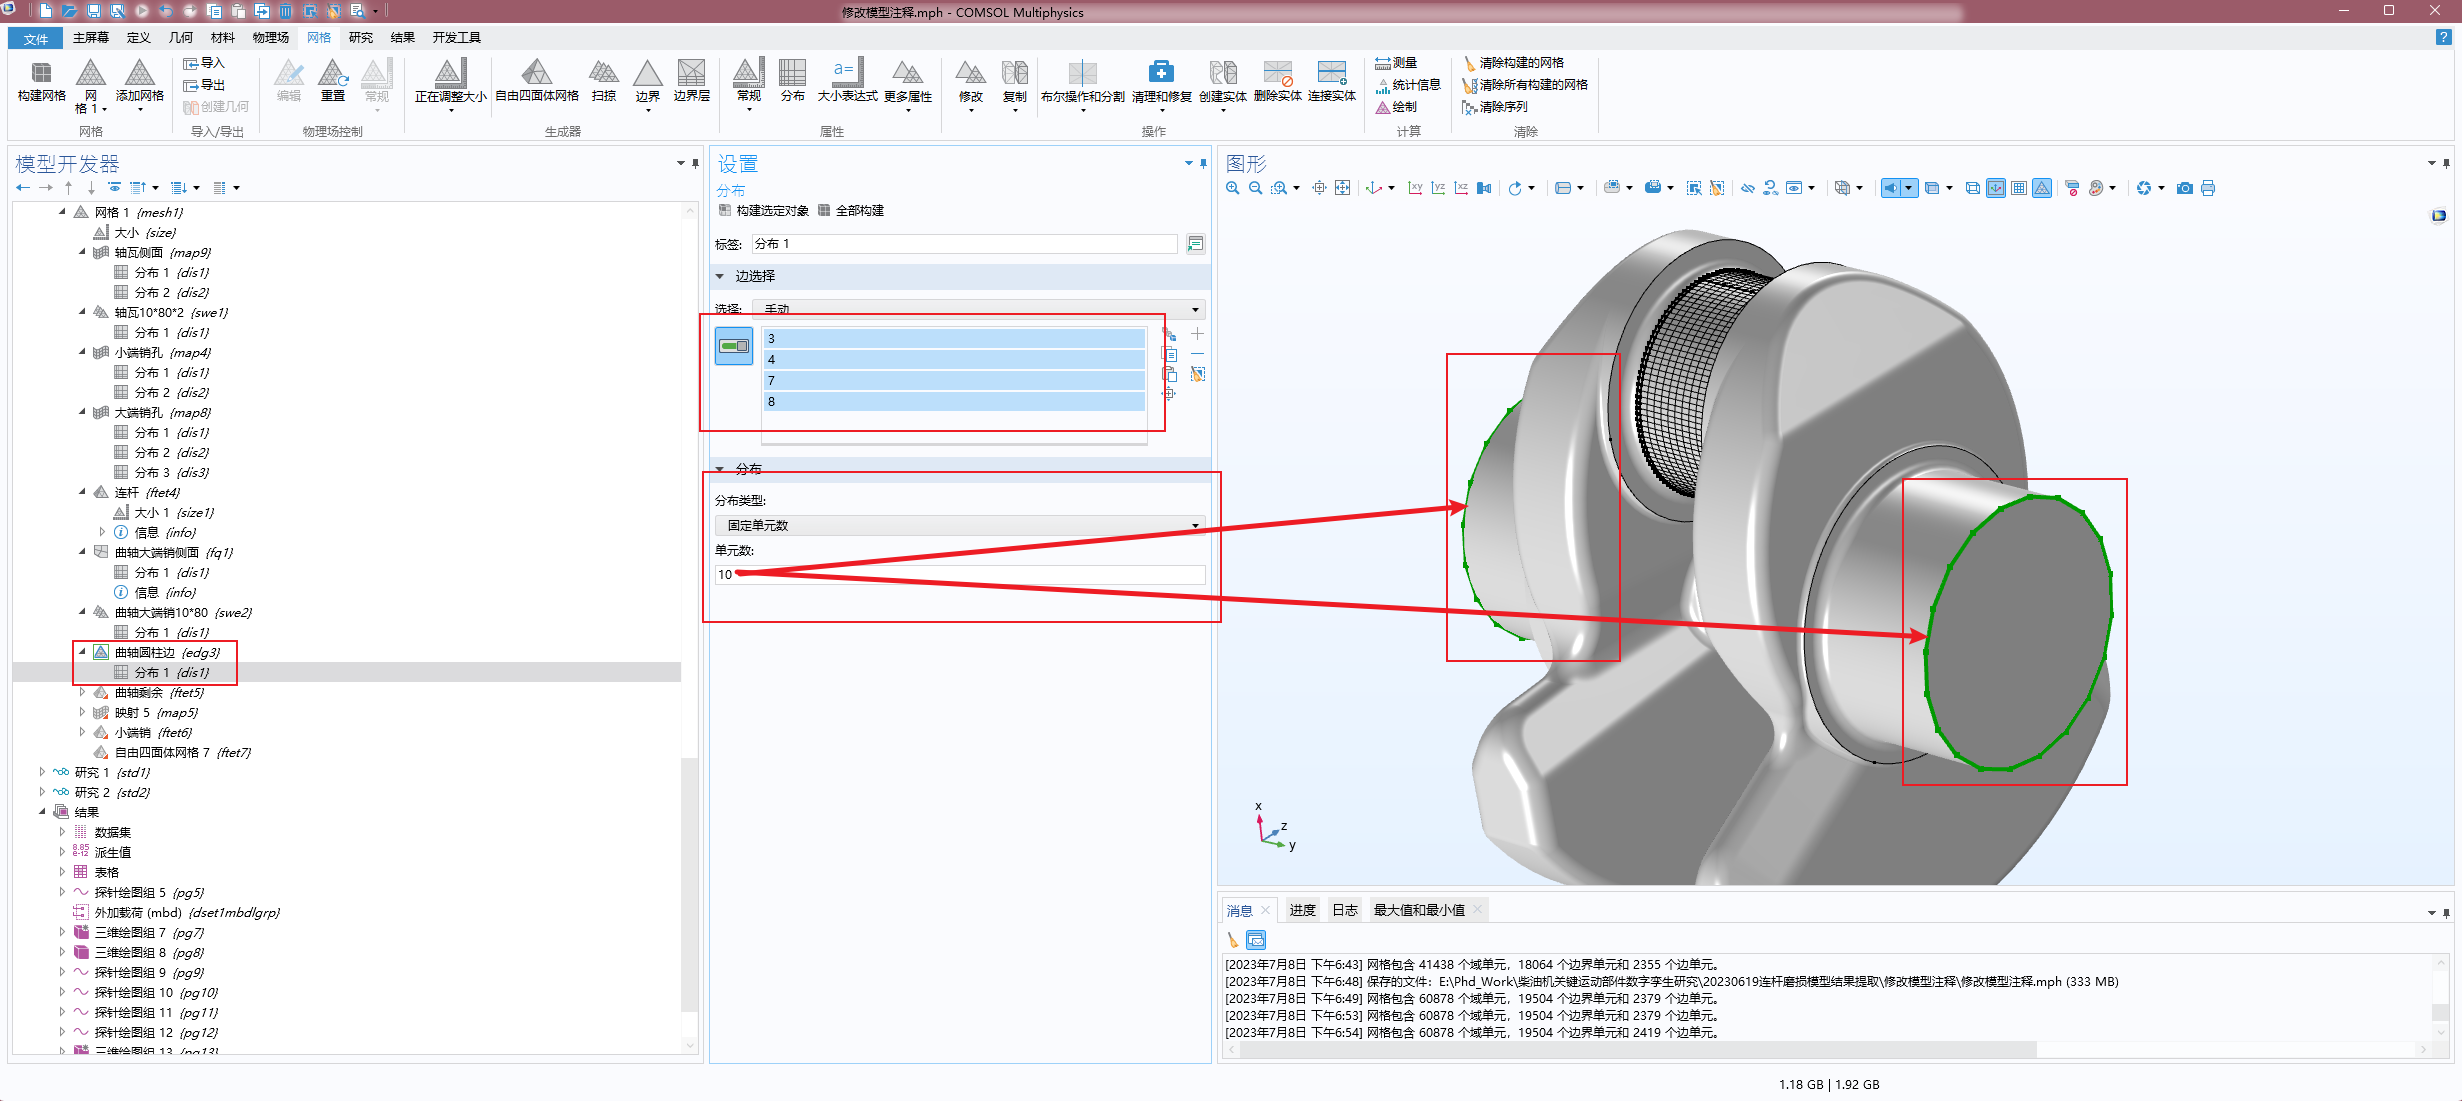 修改模型注释.mph - COMSOL Multiphysics
文件 主屏幕 定义 几何 材料 物理场 网格 研究 结果 开发工具
构建网格 网格 1 添加网格 导入 导出 创建几何 编辑 重置 常规 正在调整大小 自由四面体网格 扫掠 边界 边界层 常规 分布 大小表达式 更多属性 修改 复制 布尔操作和分割 清理和修复 创建实体 删除实体 连接实体 测量 统计信息 绘制 清除构建的网格 清除所有构建的网格 清除序列
网格 导入/导出 物理场控制 生成器 属性 操作 计算 清除
模型开发器
网格 1 {mesh1}
大小 {size}
轴瓦侧面 {map9}
分布 1 {dis1}
分布 2 {dis2}
轴瓦10*80*2 {swe1}
分布 1 {dis1}
小端销孔 {map4}
分布 1 {dis1}
分布 2 {dis2}
大端销孔 {map8}
分布 1 {dis1}
分布 2 {dis2}
分布 3 {dis3}
连杆 {ftet4}
大小 1 {size1}
信息 {info}
曲轴大端销侧面 {fq1}
分布 1 {dis1}
信息 {info}
曲轴大端销10*80 {swe2}
分布 1 {dis1}
曲轴圆柱边 {edg3}
分布 1 {dis1}
曲轴剩余 {ftet5}
映射 5 {map5}
小端销 {ftet6}
自由四面体网格 7 {ftet7}
研究 1 {std1}
研究 2 {std2}
结果
数据集
8.85
e-12
派生值
表格
探针绘图组 5 {pg5}
外加载荷 (mbd) {dset1mbdlgrp}
三维绘图组 7 {pg7}
三维绘图组 8 {pg8}
探针绘图组 9 {pg9}
探针绘图组 10 {pg10}
探针绘图组 11 {pg11}
探针绘图组 12 {pg12}
三维绘图组 13 {pg13}
设置
分布
构建选定对象 全部构建
标签: 分布 1
边选择
选择: 手动
3
4
7
8
分布
分布类型:
固定单元数
单元数:
10
图形
xy yz xz
x
z
y
消息 进度 日志 最大值和最小值
[2023年7月8日 下午6:43] 网格包含 41438 个域单元，18064 个边界单元和 2355 个边单元。
[2023年7月8日 下午6:48] 保存的文件：E:\Phd_Work\柴油机关键运动部件数字孪生研究\20230619连杆磨损模型结果提取\修改模型注释\修改模型注释.mph (333 MB)
[2023年7月8日 下午6:49] 网格包含 60878 个域单元，19504 个边界单元和 2379 个边单元。
[2023年7月8日 下午6:53] 网格包含 60878 个域单元，19504 个边界单元和 2379 个边单元。
[2023年7月8日 下午6:54] 网格包含 60878 个域单元，19504 个边界单元和 2419 个边单元。
1.18 GB | 1.92 GB